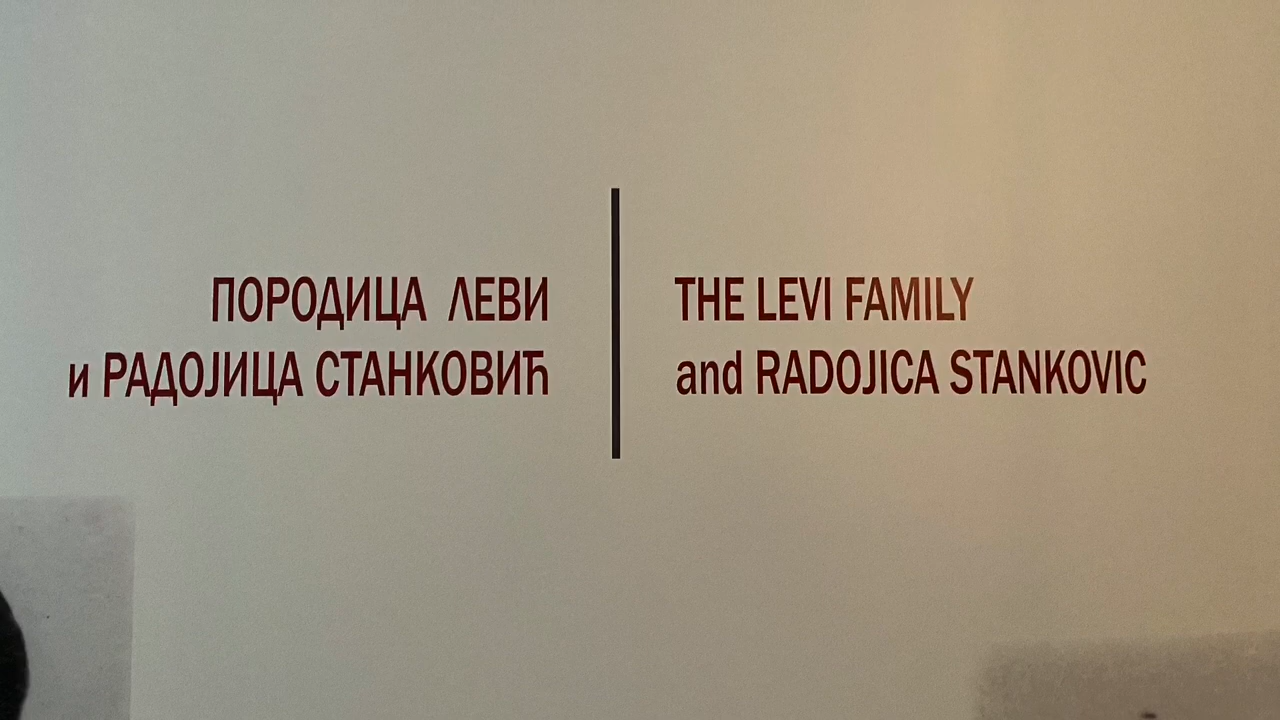 ПОРОДИЦА ЛЕВИ
и РАДОЈИЦА СТАНКОВИЋ
THE LEVI FAMILY
and RADOJICA STANKOVIC